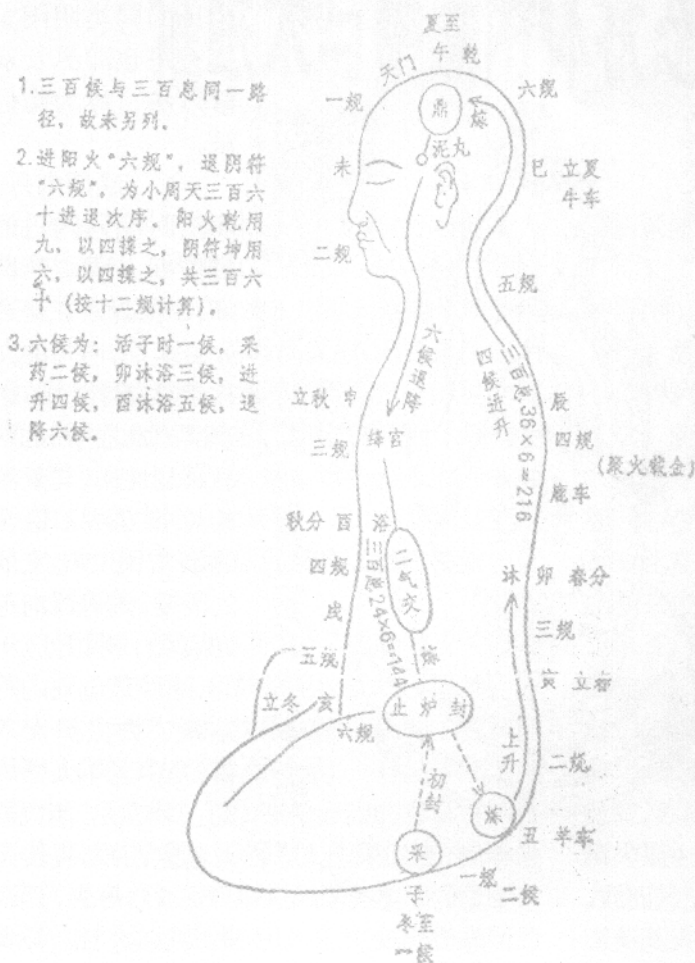 1.三百候与三百息同一路
径，故未另列。
2.进阳火“六规”，退阴符
“六规”，为小周天三百六
十进退次序。阳火乾用
九，以四揲之，阴符坤用
六，以四揲之，共三百六
十（按十二规计算）。
3.六候为：活子时一候，采
药二候，卯沐浴三候，进
升四候，酉沐浴五候，退
降六候。
夏至
午 乾
天门
一规
六规
鼎
泥丸
未
巳 立夏
牛车
二规
五规
六候退降
四候进升
三百息36×6=216
立秋 申
辰
三规
绛宫
四规
鹿车
秋分 酉 浴
沐 卯 春分
四规
二气交
三百息24×6=144
三规
戌
五规
寅 立春
立冬 亥
止 炉 封
六规
上升
二规
初封
炼
丑 羊车
采
一规
二候
子
冬至
一候